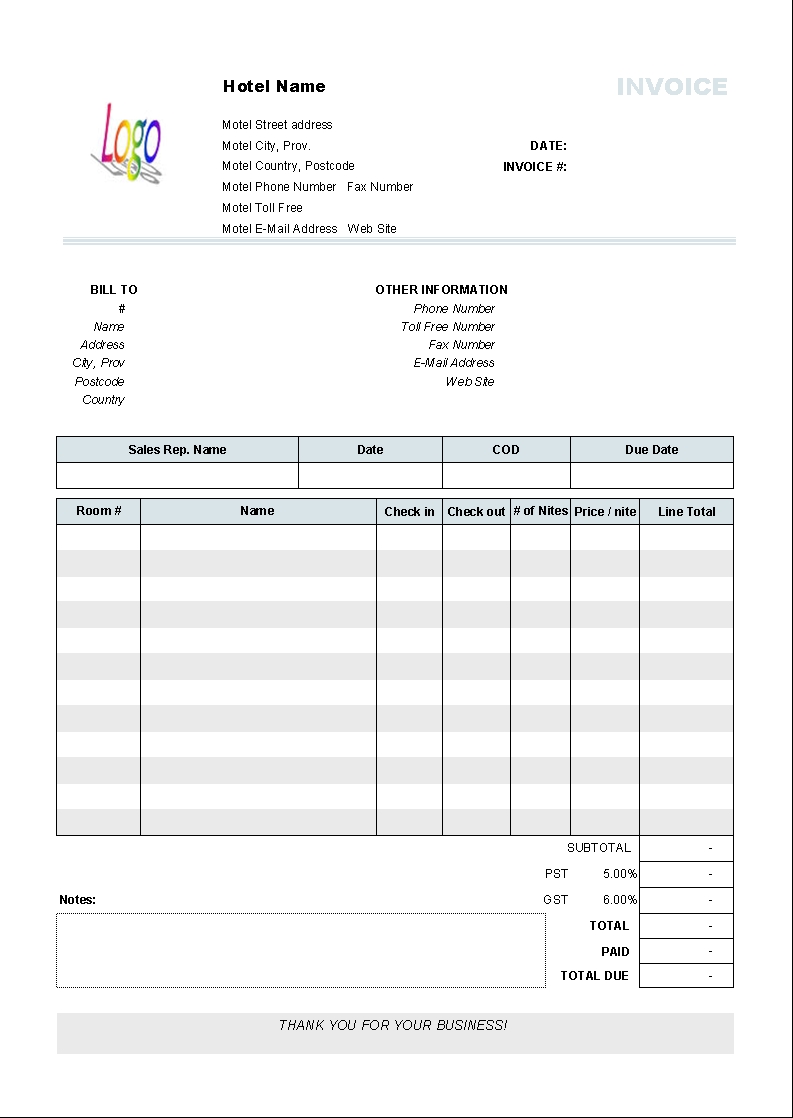 Hotel Name
INVOICE
Logo
Motel Street address
Motel City, Prov.
DATE:
Motel Country, Postcode
INVOICE #:
Motel Phone Number Fax Number
Motel Toll Free
Motel E-Mail Address Web Site
BILL TO
#
Name
Address
City, Prov
Postcode
Country
OTHER INFORMATION
Phone Number
Toll Free Number
Fax Number
E-Mail Address
Web Site
Sales Rep. Name Date COD Due Date
Room # Name Check in Check out # of Nites Price / nite Line Total
SUBTOTAL -
PST 5.00% -
Notes:
GST 6.00% -
TOTAL -
PAID -
TOTAL DUE -
THANK YOU FOR YOUR BUSINESS!